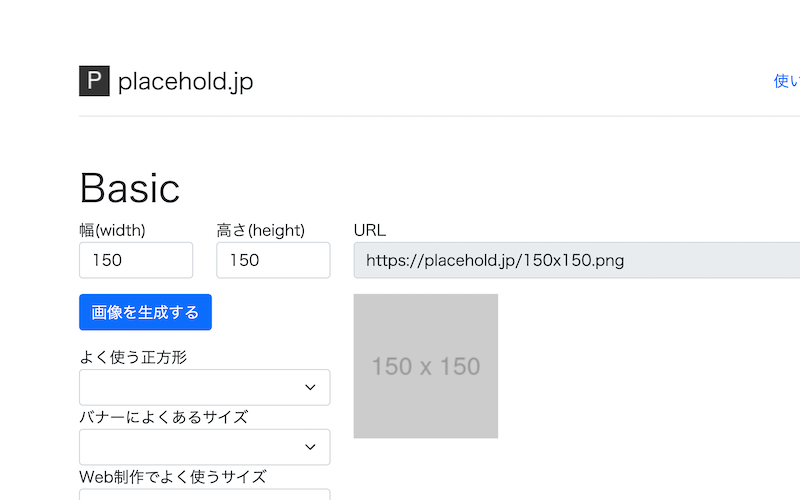 P placehold.jp
使い
Basic
幅(width)
高さ(height)
URL
150
150
https://placehold.jp/150x150.png
画像を生成する
150 x 150
よく使う正方形
バナーによくあるサイズ
Web制作でよく使うサイズ